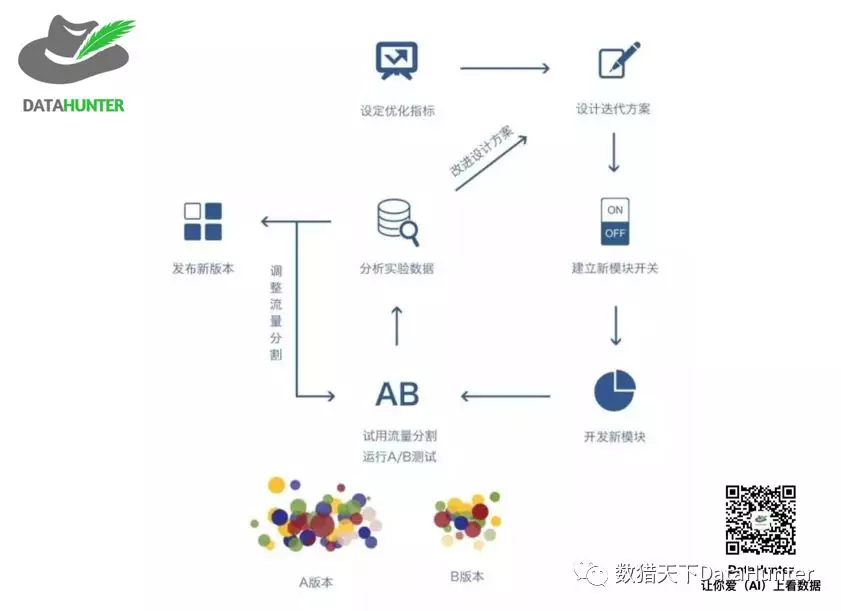 DATAHUNTER
设定优化指标
设计迭代方案
改进设计方案
ON
OFF
发布新版本
分析实验数据
建立新模块开关
调整流量分割
AB
试用流量分割
运行A/B测试
开发新模块
A版本
B版本
DataHunter
数猎天下DataHunter
让你爱（AI）上看数据